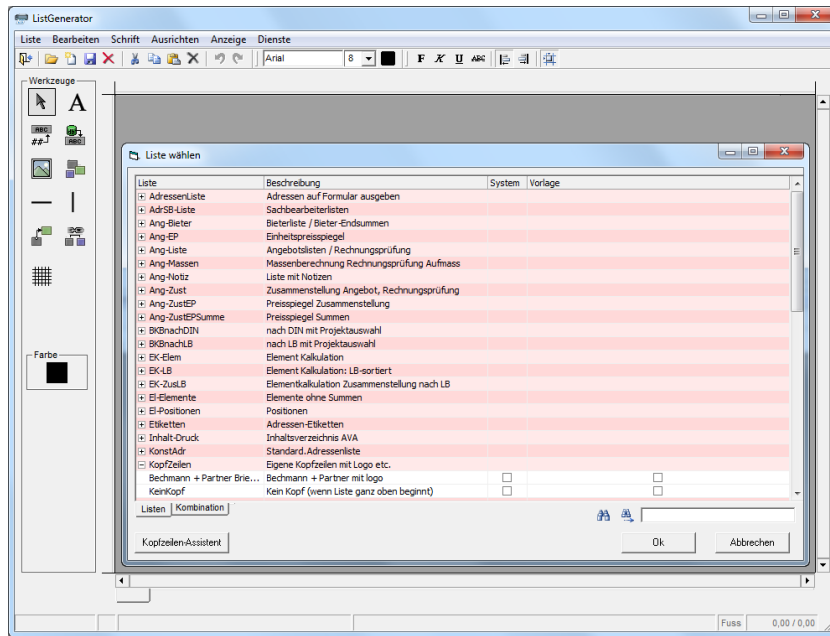 ListGenerator
Liste Bearbeiten Schrift Ausrichten Anzeige Dienste
Arial 8 F K U ABC
Werkzeuge
A
ABC
##
ABC
Farbe
Liste wählen
Liste Beschreibung System Vorlage
AdressenListe Adressen auf Formular ausgeben
AdrSB-Liste Sachbearbeiterlisten
Ang-Bieter Bieterliste / Bieter-Endsummen
Ang-EP Einheitspreisspiegel
Ang-Liste Angebotslisten / Rechnungsprüfung
Ang-Massen Massenberechnung Rechnungsprüfung Aufmass
Ang-Notiz Liste mit Notizen
Ang-Zust Zusammenstellung Angebot, Rechnungsprüfung
Ang-ZustEP Preisspiegel Zusammenstellung
Ang-ZustEPSumme Preisspiegel Summen
BKBnachDIN nach DIN mit Projektauswahl
BKBnachLB nach LB mit Projektauswahl
EK-Elem Element Kalkulation
EK-LB Element Kalkulation: LB-sortiert
EK-ZusLB Elementkalkulation Zusammenstellung nach LB
El-Elemente Elemente ohne Summen
El-Positionen Positionen
Etiketten Adressen-Etiketten
Inhalt-Druck Inhaltsverzeichnis AVA
KonstAdr Standard.Adressenliste
KopfZeilen Eigene Kopfzeilen mit Logo etc.
Bechmann + Partner Brie... Bechmann + Partner mit logo
KeinKopf Kein Kopf (wenn Liste ganz oben beginnt)
Listen Kombination
Kopfzeilen-Assistent Ok Abbrechen
Fuss 0,00 / 0,00